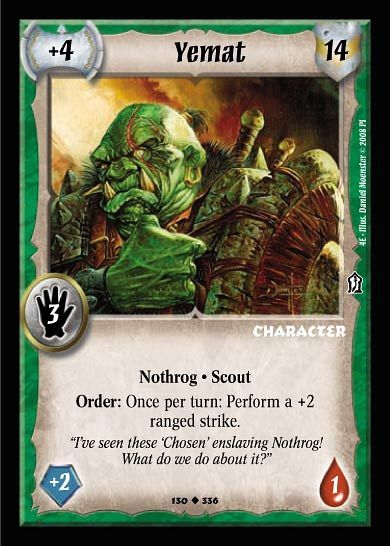 +4
Yemat
14
4E · Illus. Daniel Moenster © 2008 PI
3
CHARACTER
Nothrog • Scout
Order: Once per turn: Perform a +2
ranged strike.
“I’ve seen these ‘Chosen’ enslaving Nothrog!
What do we do about it?”
+2
130 ◆ 336
1